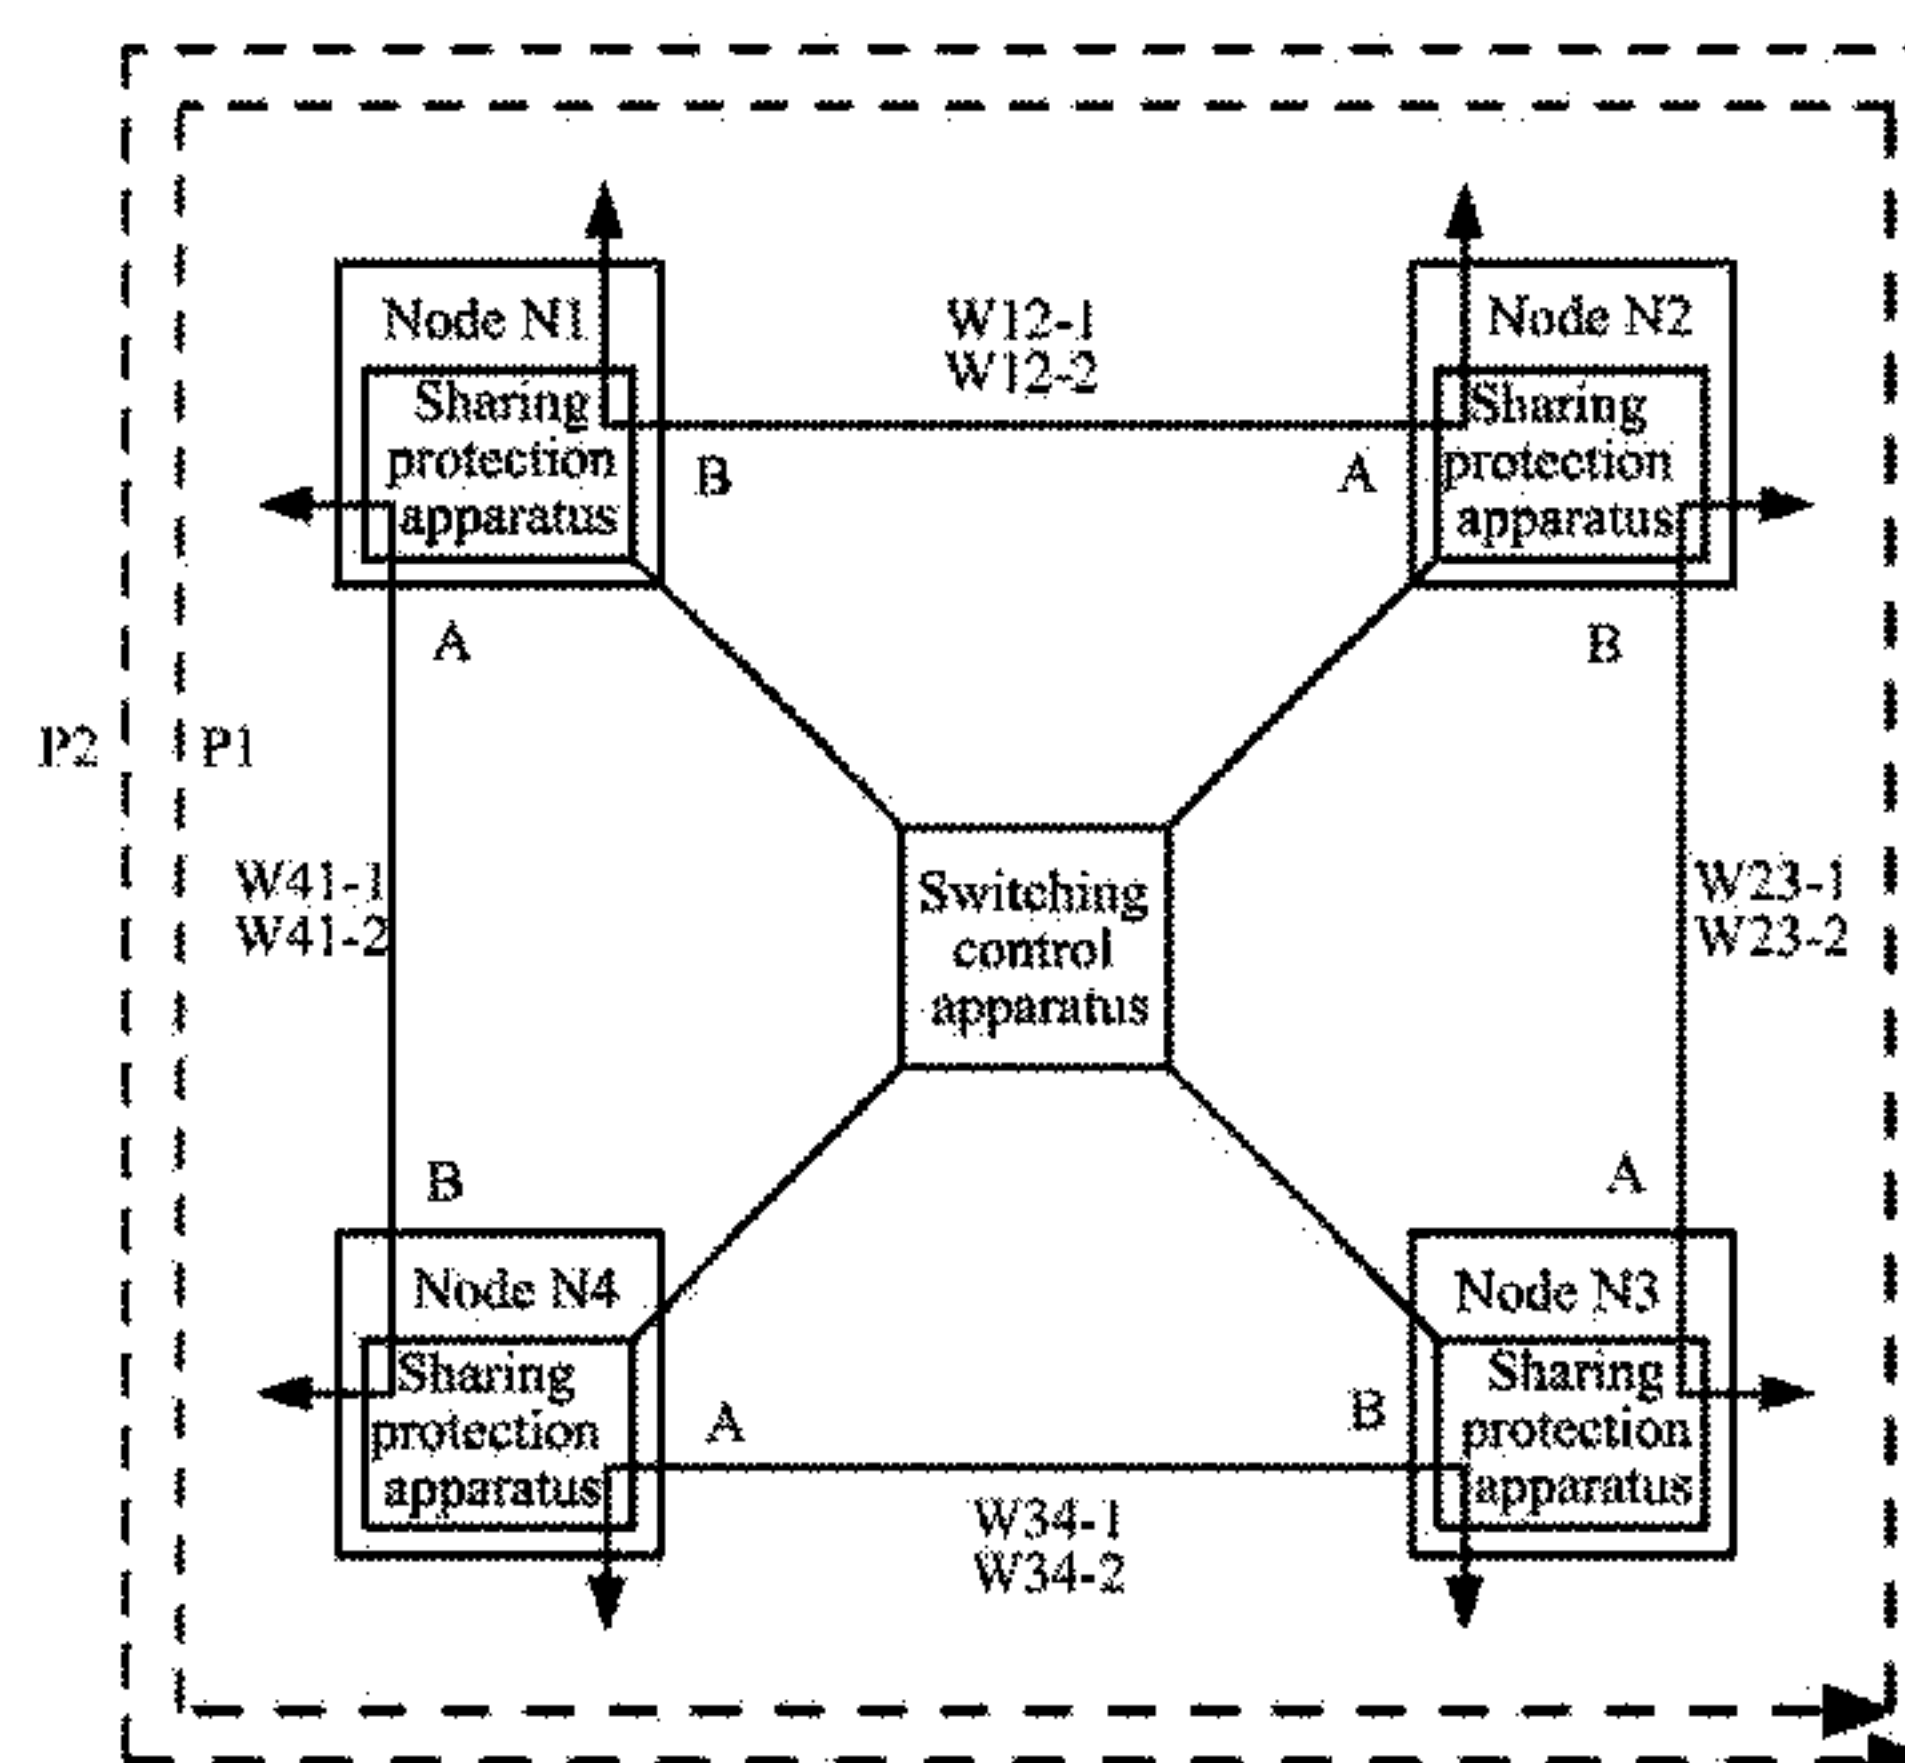 Node N1
Sharing
protection
apparatus
W12-1
W12-2
Node N2
Sharing
protection
apparatus
B
A
A
B
P2
P1
W41-1
W41-2
Switching
control
apparatus
W23-1
W23-2
B
A
Node N4
Sharing
protection
apparatus
A
B
Node N3
Sharing
protection
apparatus
W34-1
W34-2